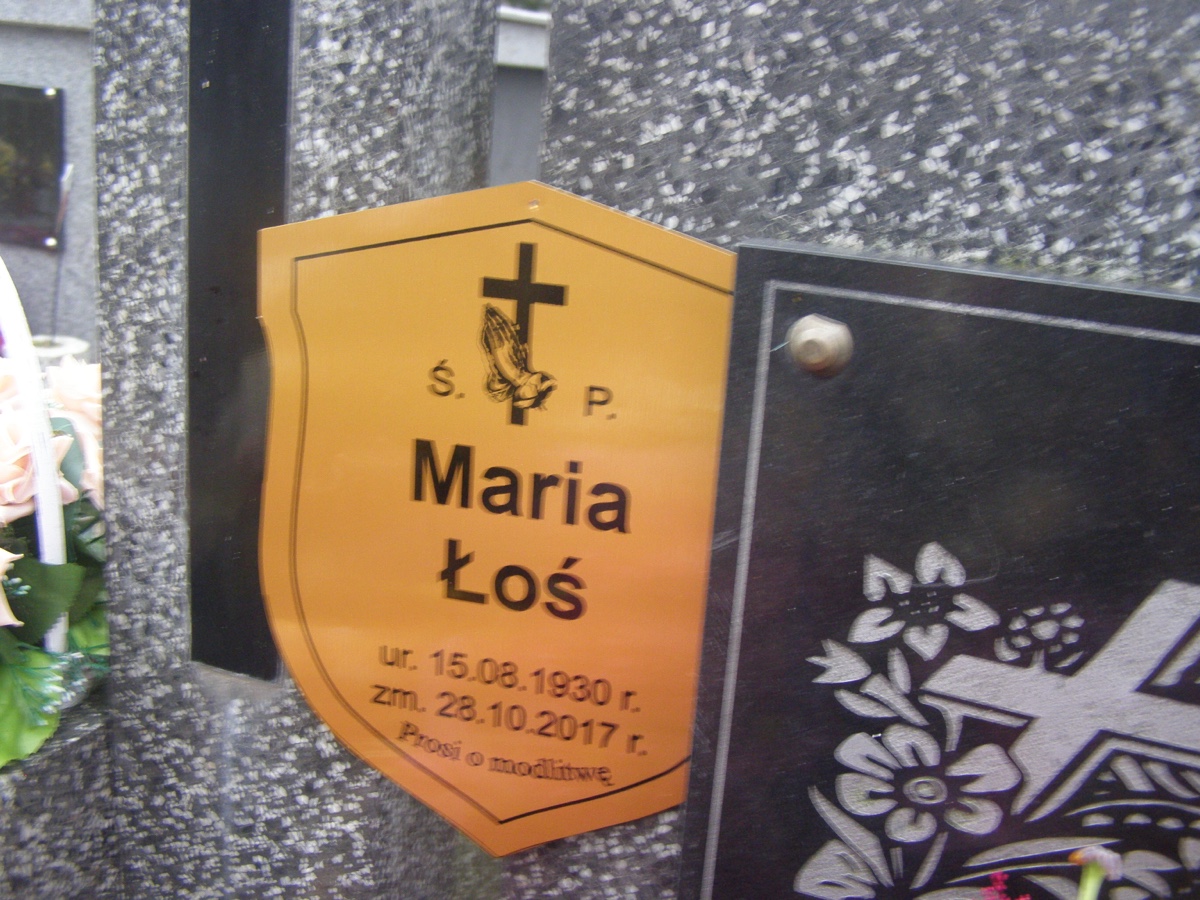 Ś. P.
Maria
Łoś
ur. 15.08.1930 r.
zm. 28.10.2017 r.
Prosi o modlitwę